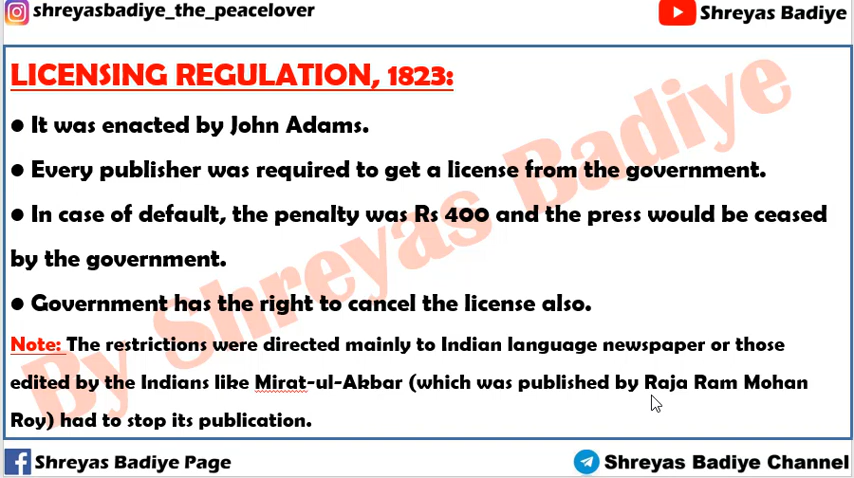 shreyasbadiye_the_peacelover
Shreyas Badiye
LICENSING REGULATION, 1823:
● It was enacted by John Adams.
● Every publisher was required to get a license from the government.
● In case of default, the penalty was Rs 400 and the press would be ceased
by the government.
● Government has the right to cancel the license also.
Note: The restrictions were directed mainly to Indian language newspaper or those
edited by the Indians like Mirat-ul-Akbar (which was published by Raja Ram Mohan
Roy) had to stop its publication.
By Shreyas Badiye
Shreyas Badiye Page
Shreyas Badiye Channel